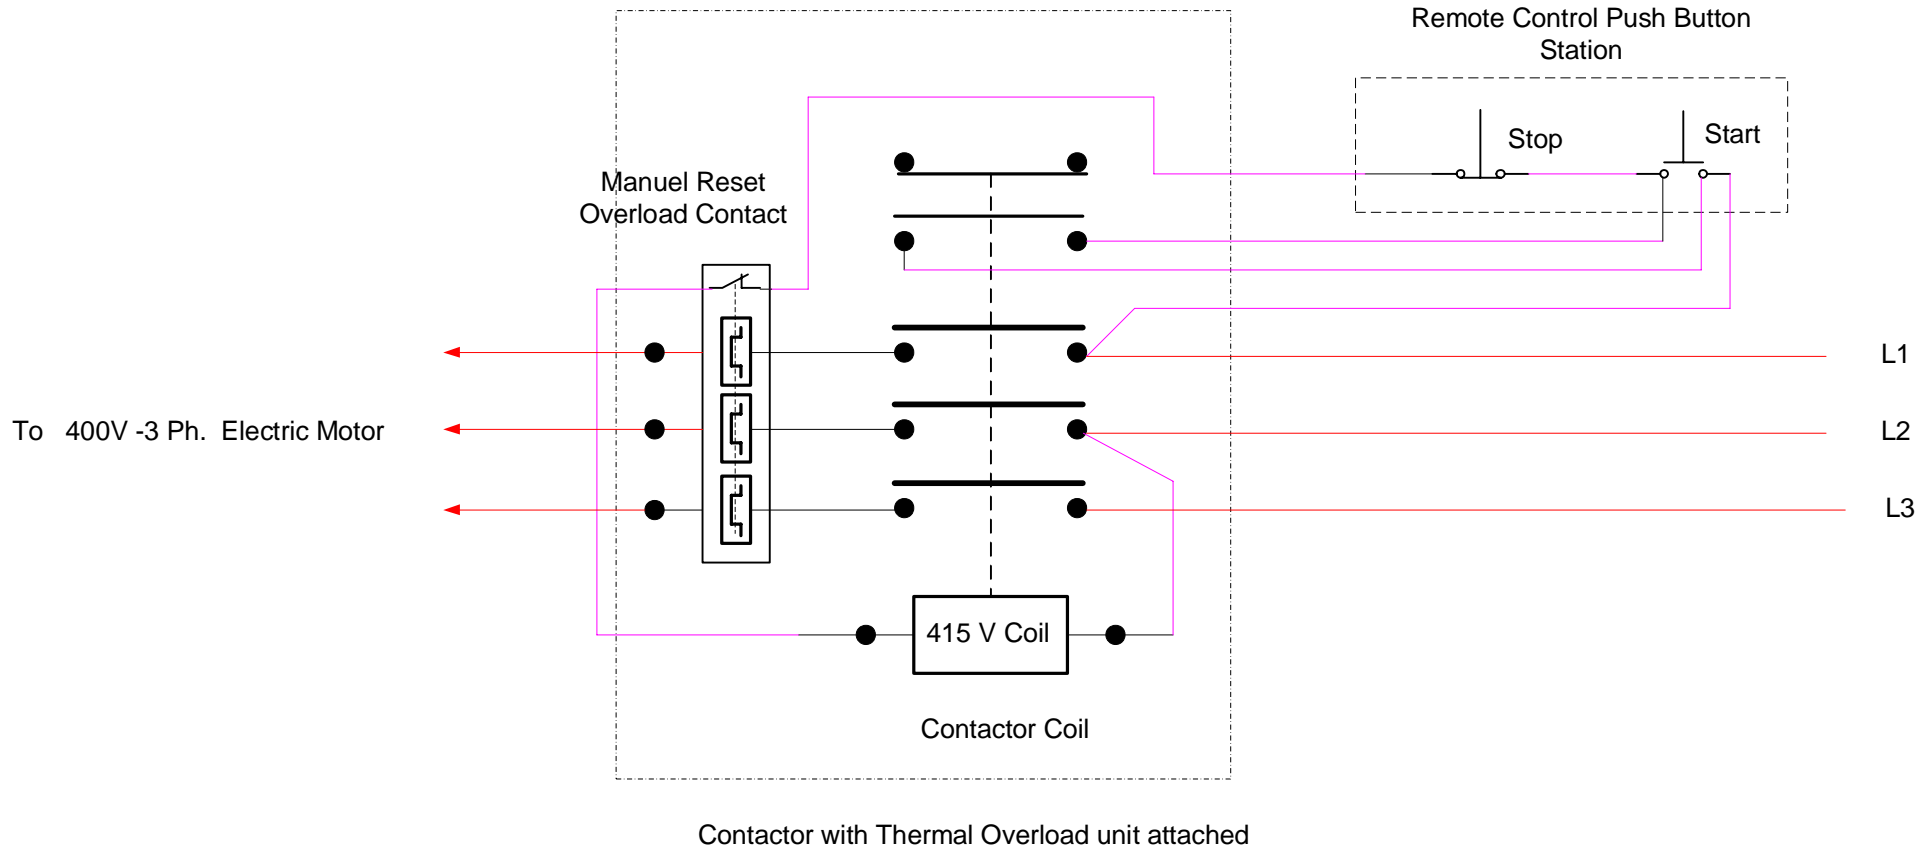 Remote Control Push Button
Station
Stop
Start
Manuel Reset
Overload Contact
L1
To 400V -3 Ph. Electric Motor
L2
L3
415 V Coil
Contactor Coil
Contactor with Thermal Overload unit attached